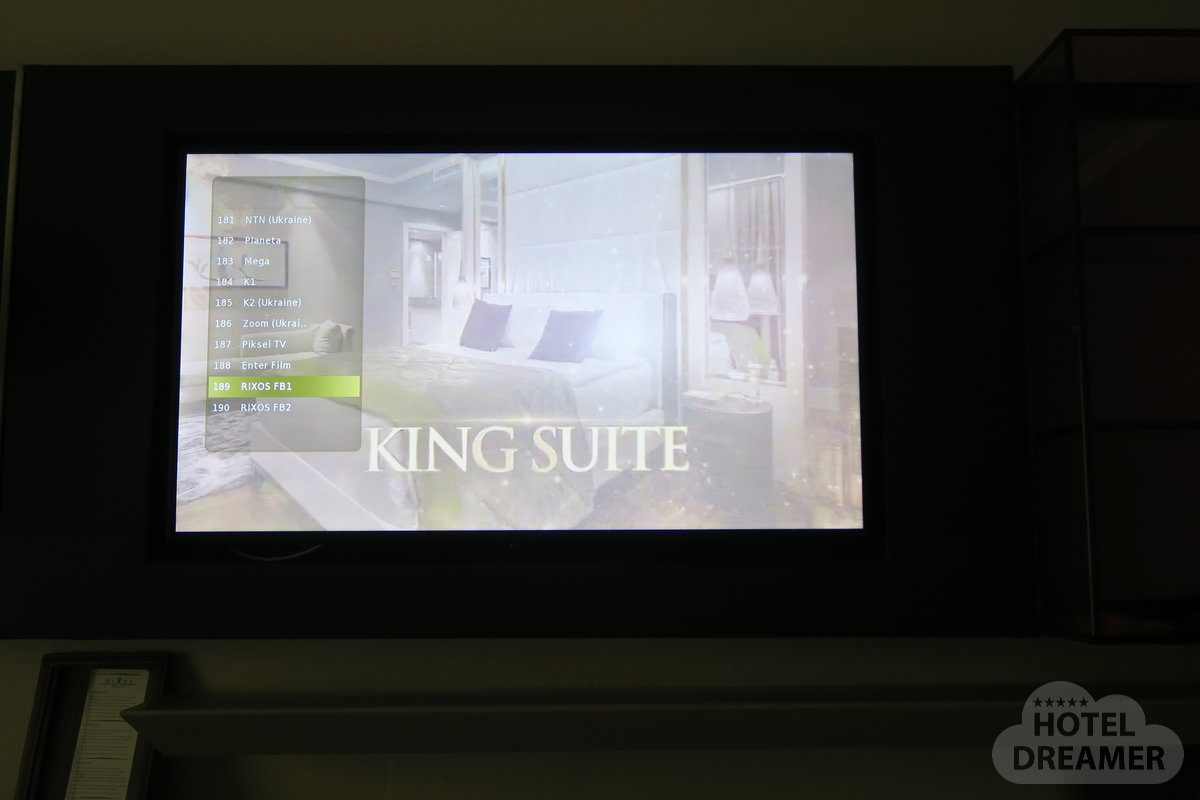 181 NTN (Ukraine)
182 Planeta
183 Mega
184 K1
185 K2 (Ukraine)
186 Zoom (Ukrai..
187 Piksel TV
188 Enter Film
189 RIXOS FB1
190 RIXOS FB2
KING SUITE
RIXOS
HOTEL
DREAMER